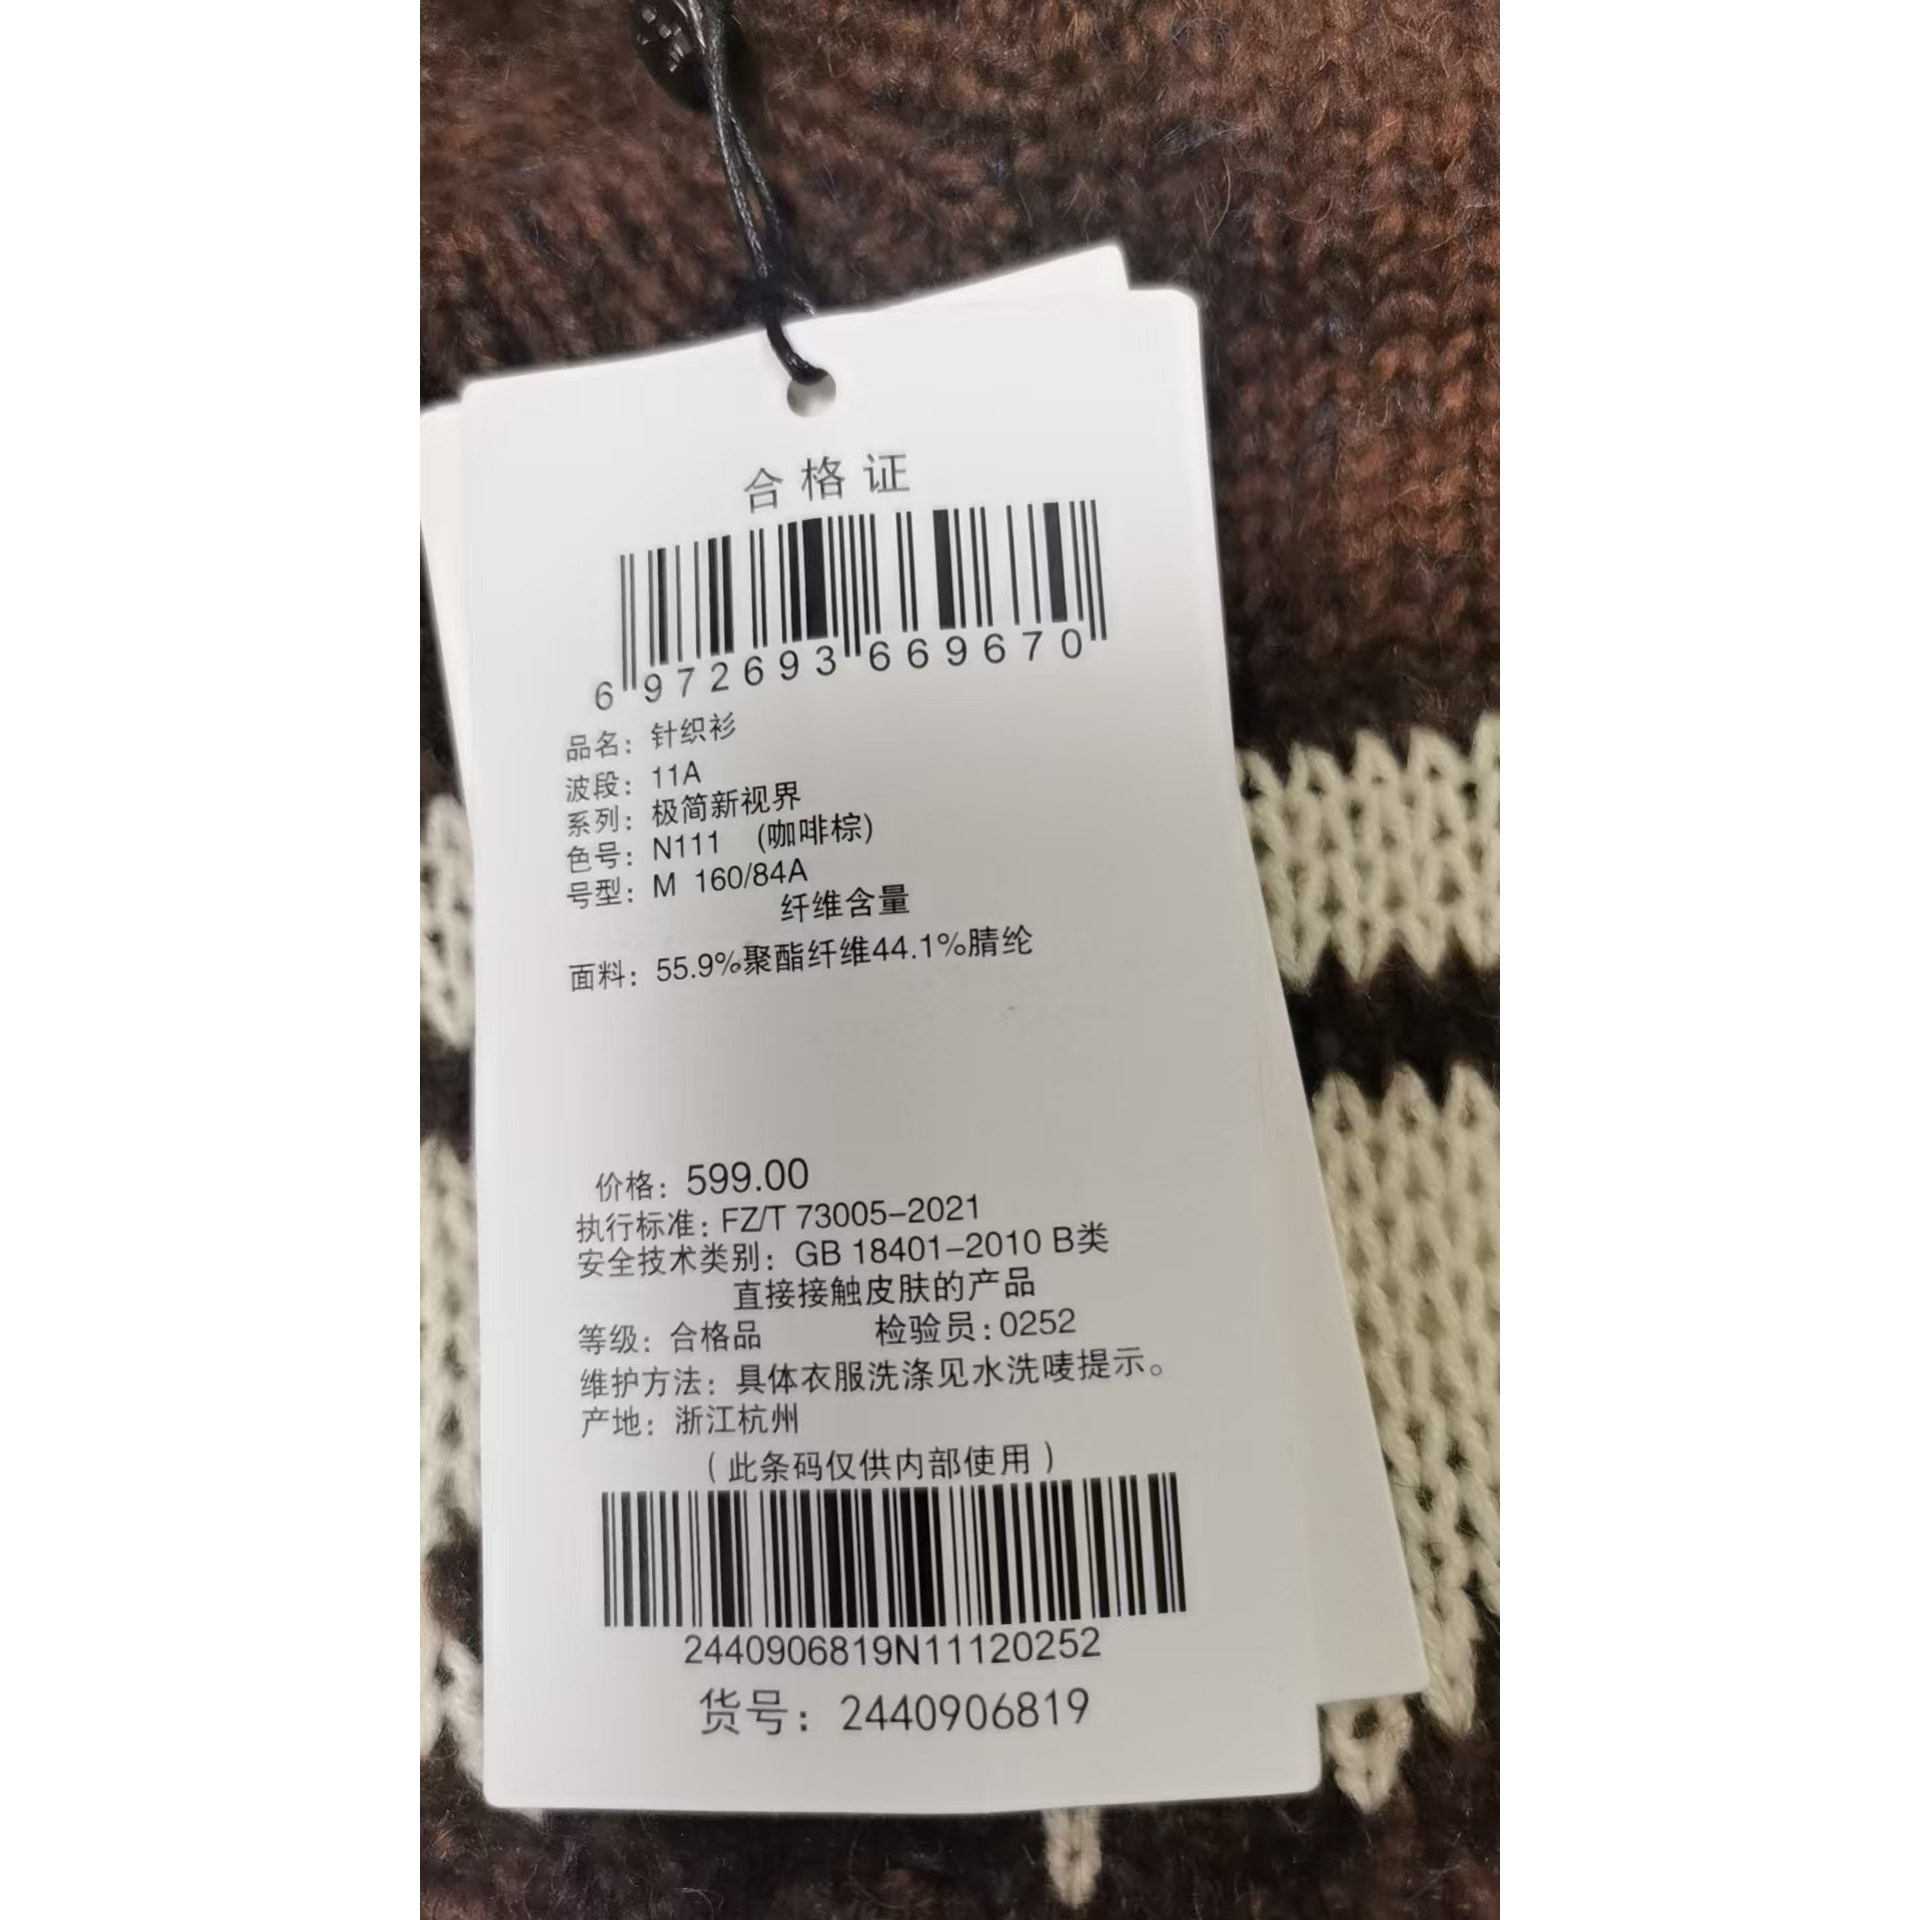 合格证
6 972693 669670
品名：针织衫
波段：11A
系列：极简新视界
色号：N111 (咖啡棕)
号型：M 160/84A
纤维含量
面料：55.9%聚酯纤维44.1%腈纶
价格：599.00
执行标准：FZ/T 73005-2021
安全技术类别：GB 18401-2010 B类
直接接触皮肤的产品
等级：合格品 检验员：0252
维护方法：具体衣服洗涤见水洗唛提示。
产地：浙江杭州
（此条码仅供内部使用）
2440906819N11120252
货号：2440906819